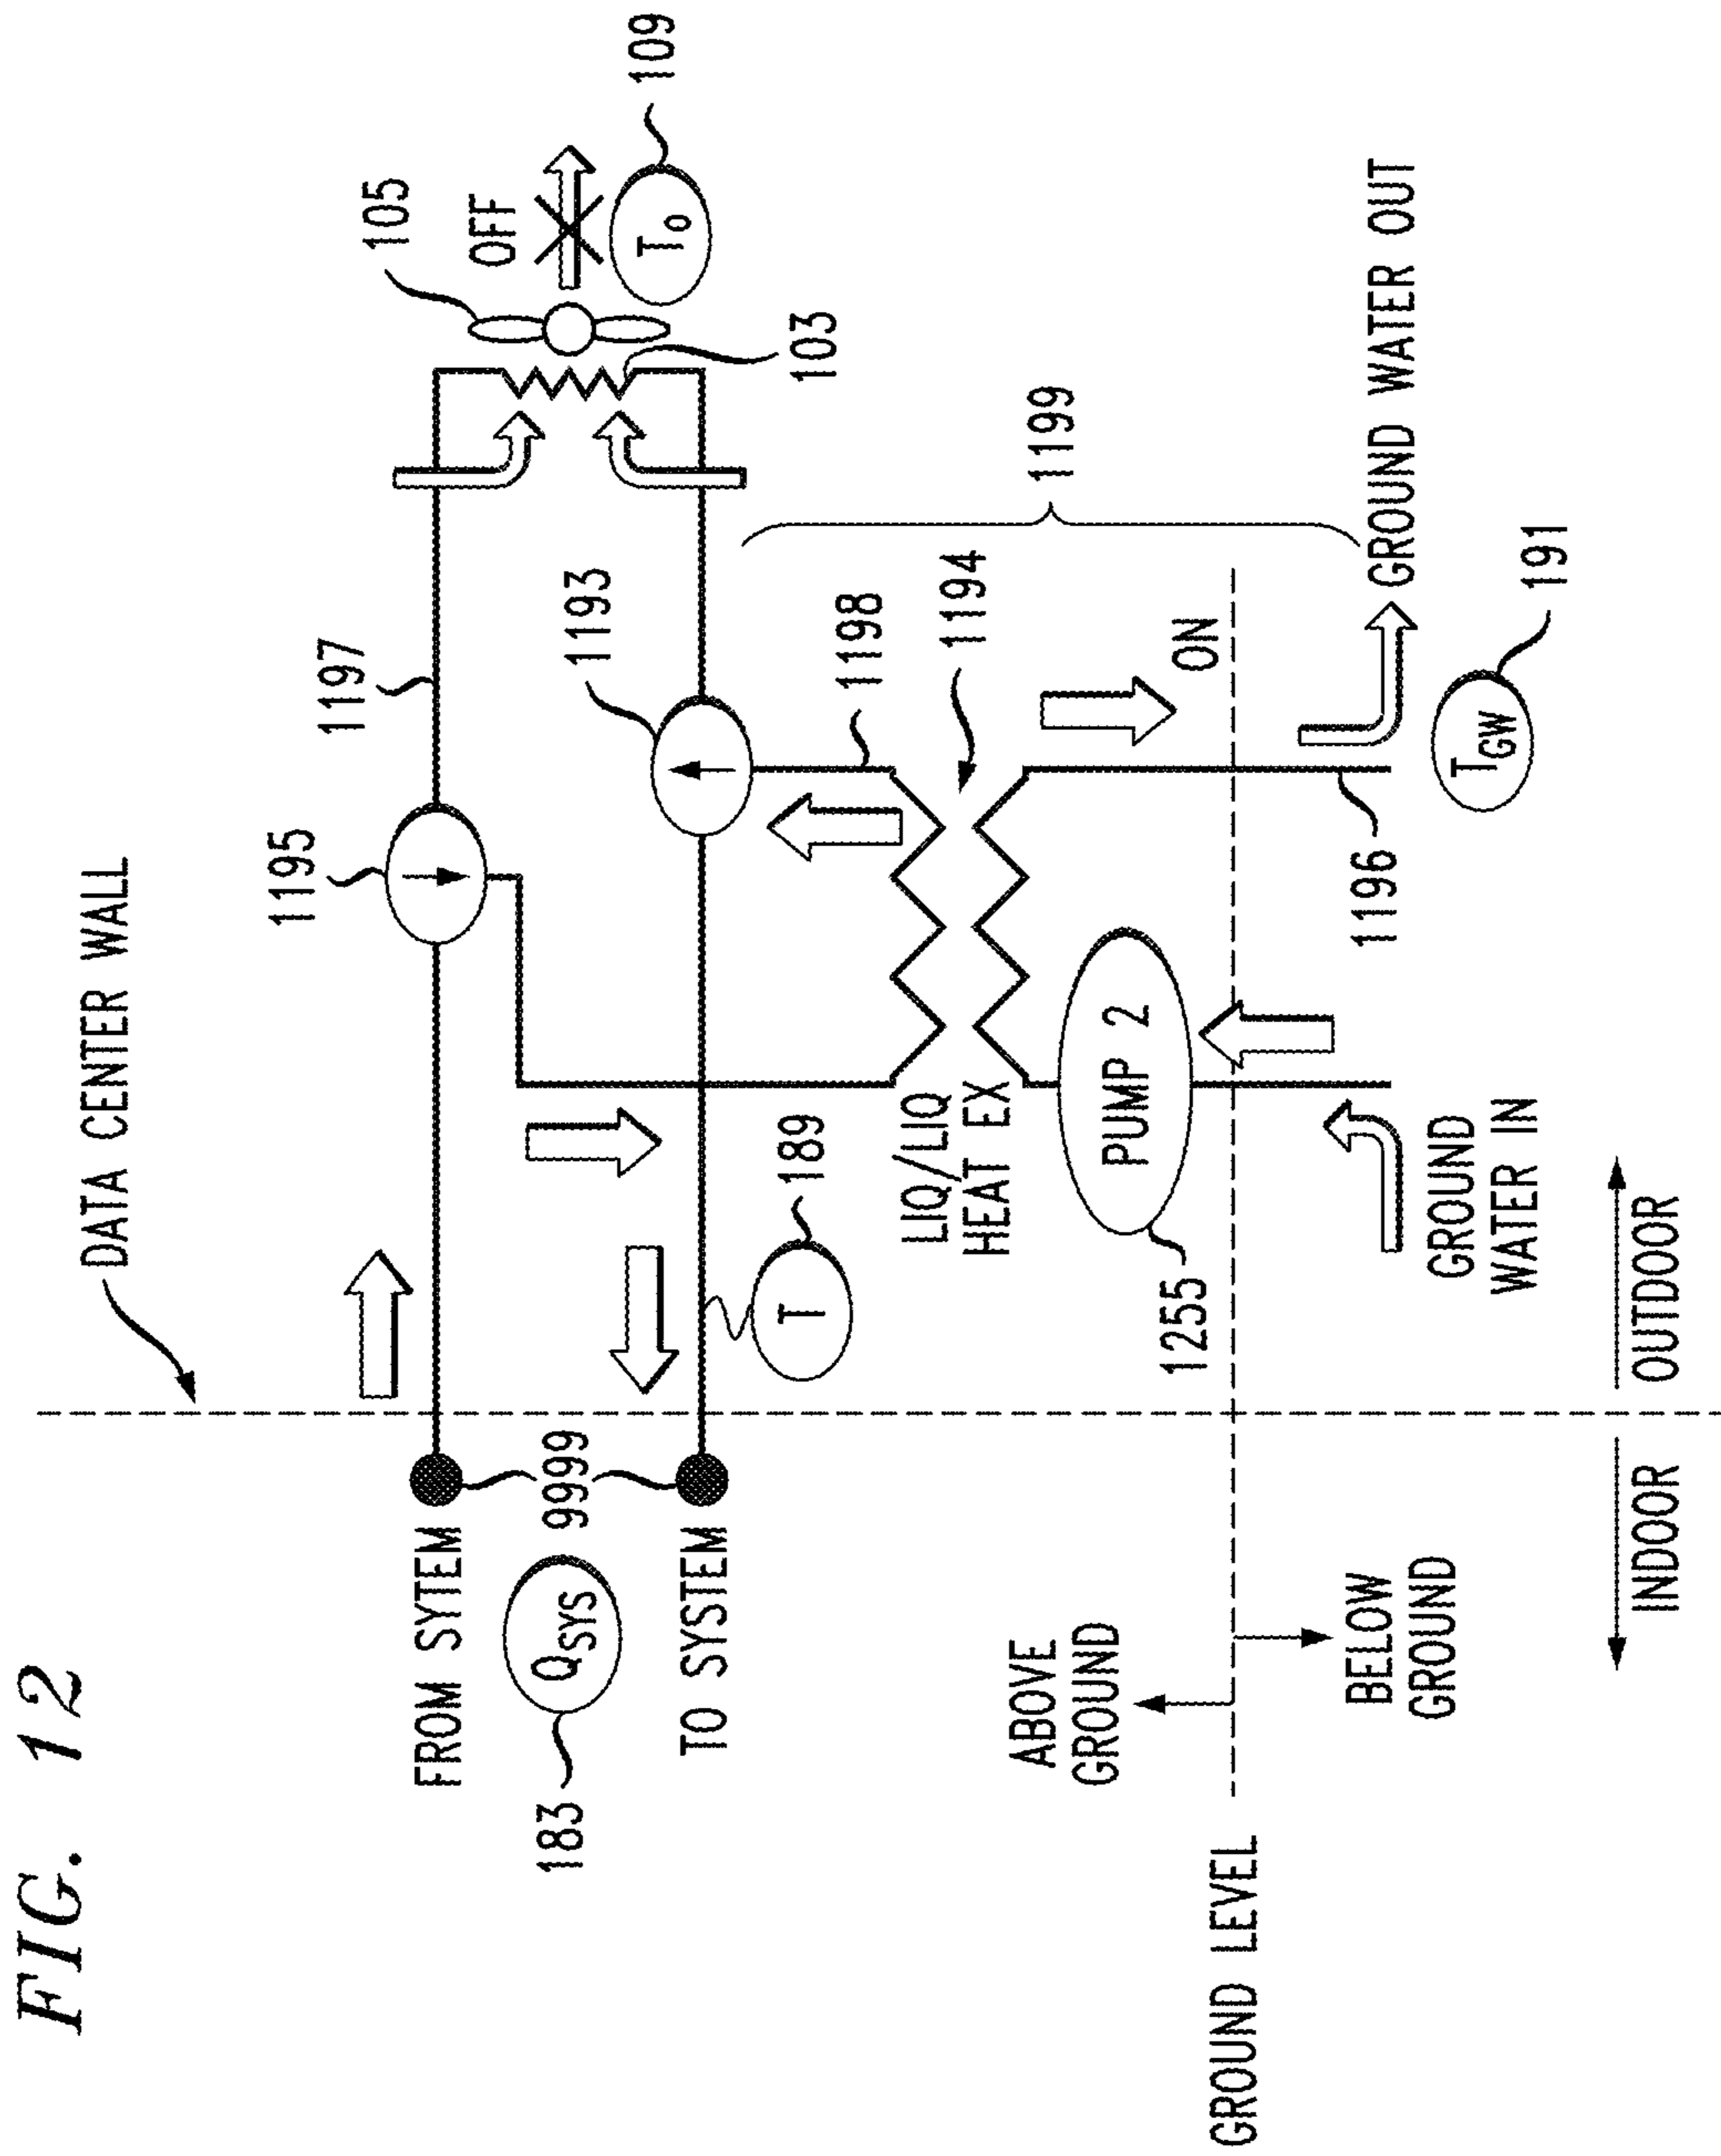 FIG. 12
DATA CENTER WALL
1195
1197
105
OFF
109
T0
103
1193
1198
1194
1199
FROM SYTEM
9999
183
QSYS
TO SYSTEM
189
T
LIQ/LIQ
HEAT EX
ON
PUMP 2
1255
ABOVE
GROUND
GROUND LEVEL
BELOW
GROUND
GROUND
WATER IN
1196
GROUND WATER OUT
TGW
191
INDOOR
OUTDOOR